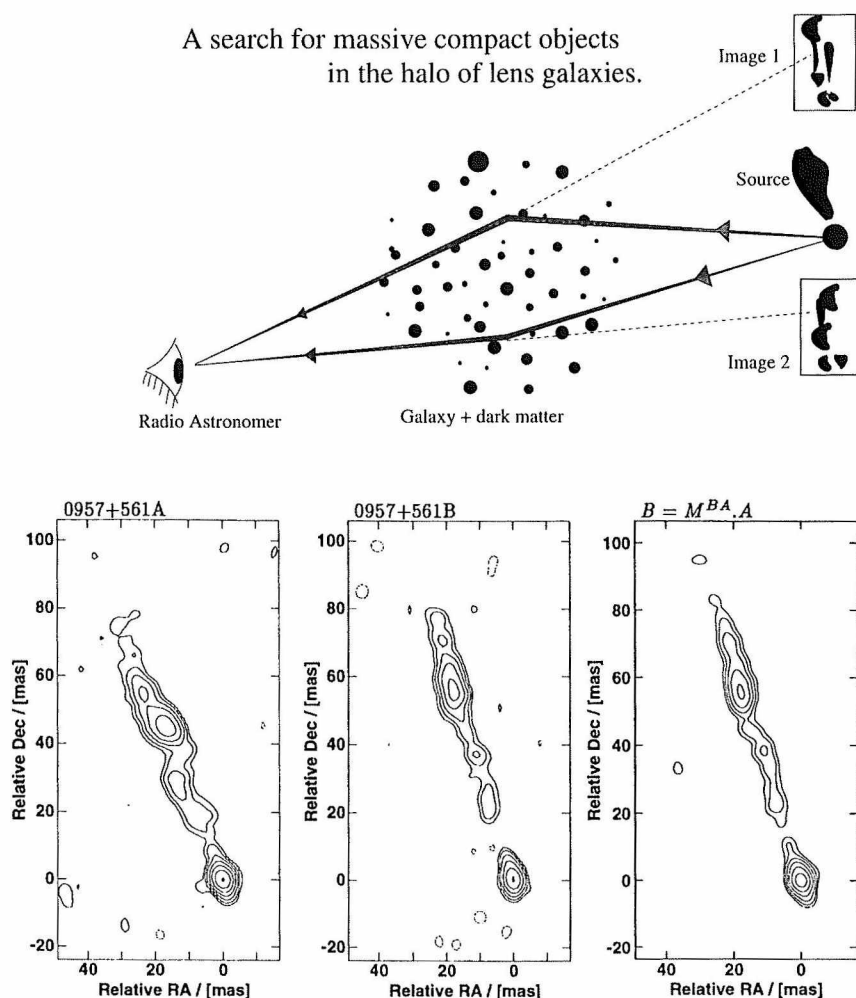 A search for massive compact objects
in the halo of lens galaxies.
Image 1
Source
Image 2
Radio Astronomer
Galaxy + dark matter
0957+561A
0957+561B
B = M^{BA}.A
100
80
60
40
20
0
-20
Relative Dec / [mas]
40 20 0
Relative RA / [mas]
100
80
60
40
20
0
-20
Relative Dec / [mas]
40 20 0
Relative RA / [mas]
100
80
60
40
20
0
-20
Relative Dec / [mas]
40 20 0
Relative RA / [mas]